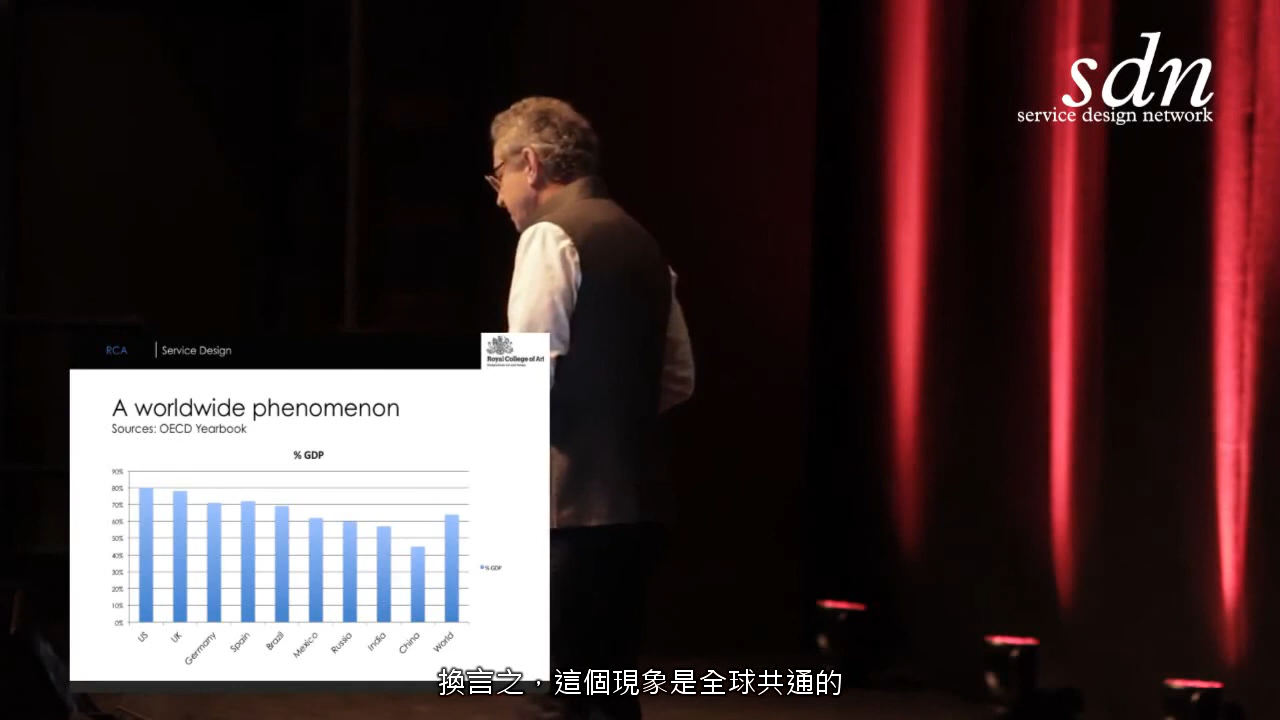 sdn
service design network
RCA
Service Design
Royal College of Art
A worldwide phenomenon
Sources: OECD Yearbook
% GDP
90%
80%
70%
60%
50%
40%
30%
20%
10%
0%
US
UK
Germany
Spain
Brazil
Mexico
Russia
India
China
World
% GDP
換言之，這個現象是全球共通的